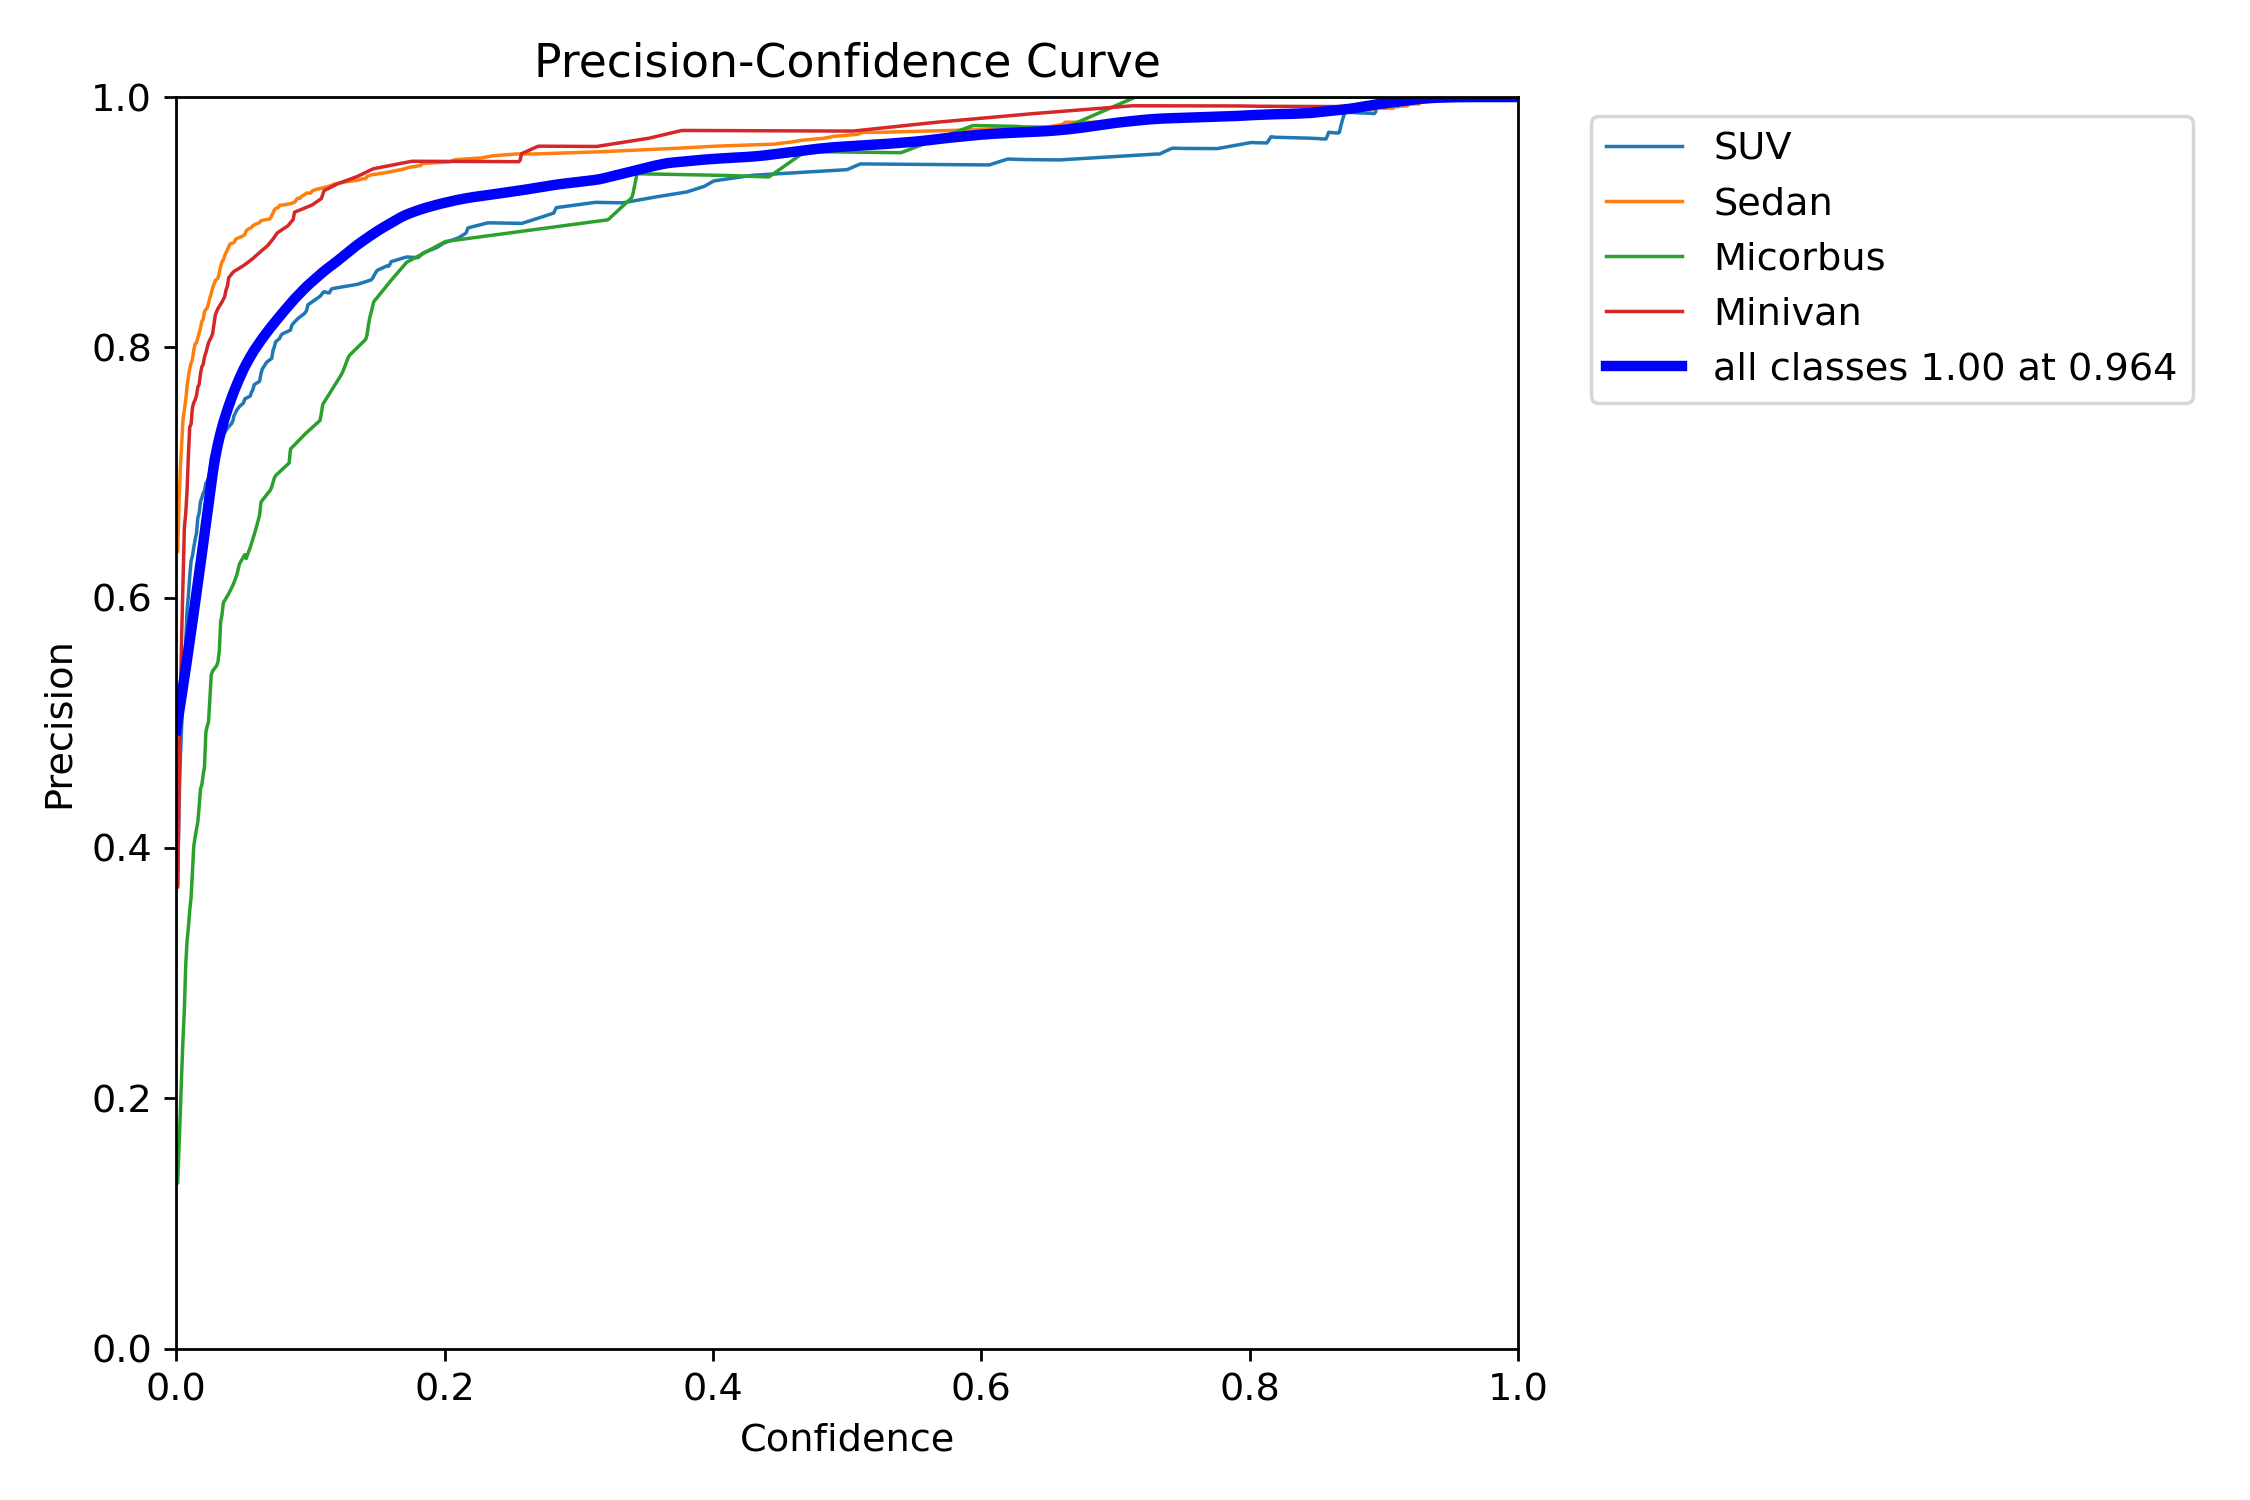 Precision-Confidence Curve
1.0
0.8
0.6
0.4
0.2
0.0
Precision
0.0 0.2 0.4 0.6 0.8 1.0
Confidence
SUV
Sedan
Micorbus
Minivan
all classes 1.00 at 0.964